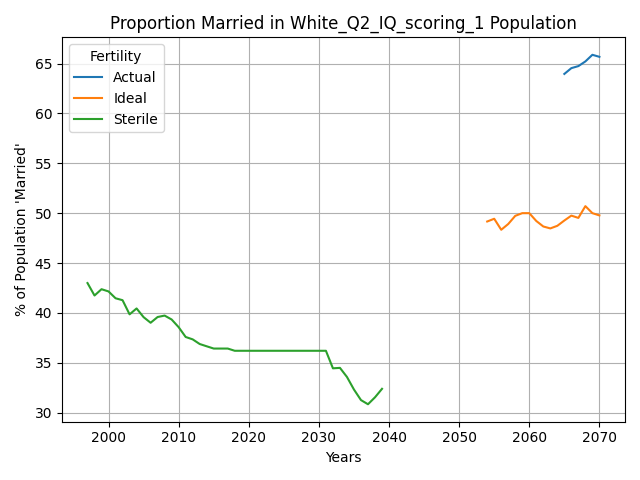 Proportion Married in White_Q2_IQ_scoring_1 Population
% of Population 'Married'
Fertility
Actual
Ideal
Sterile
65
60
55
50
45
40
35
30
2000 2010 2020 2030 2040 2050 2060 2070
Years